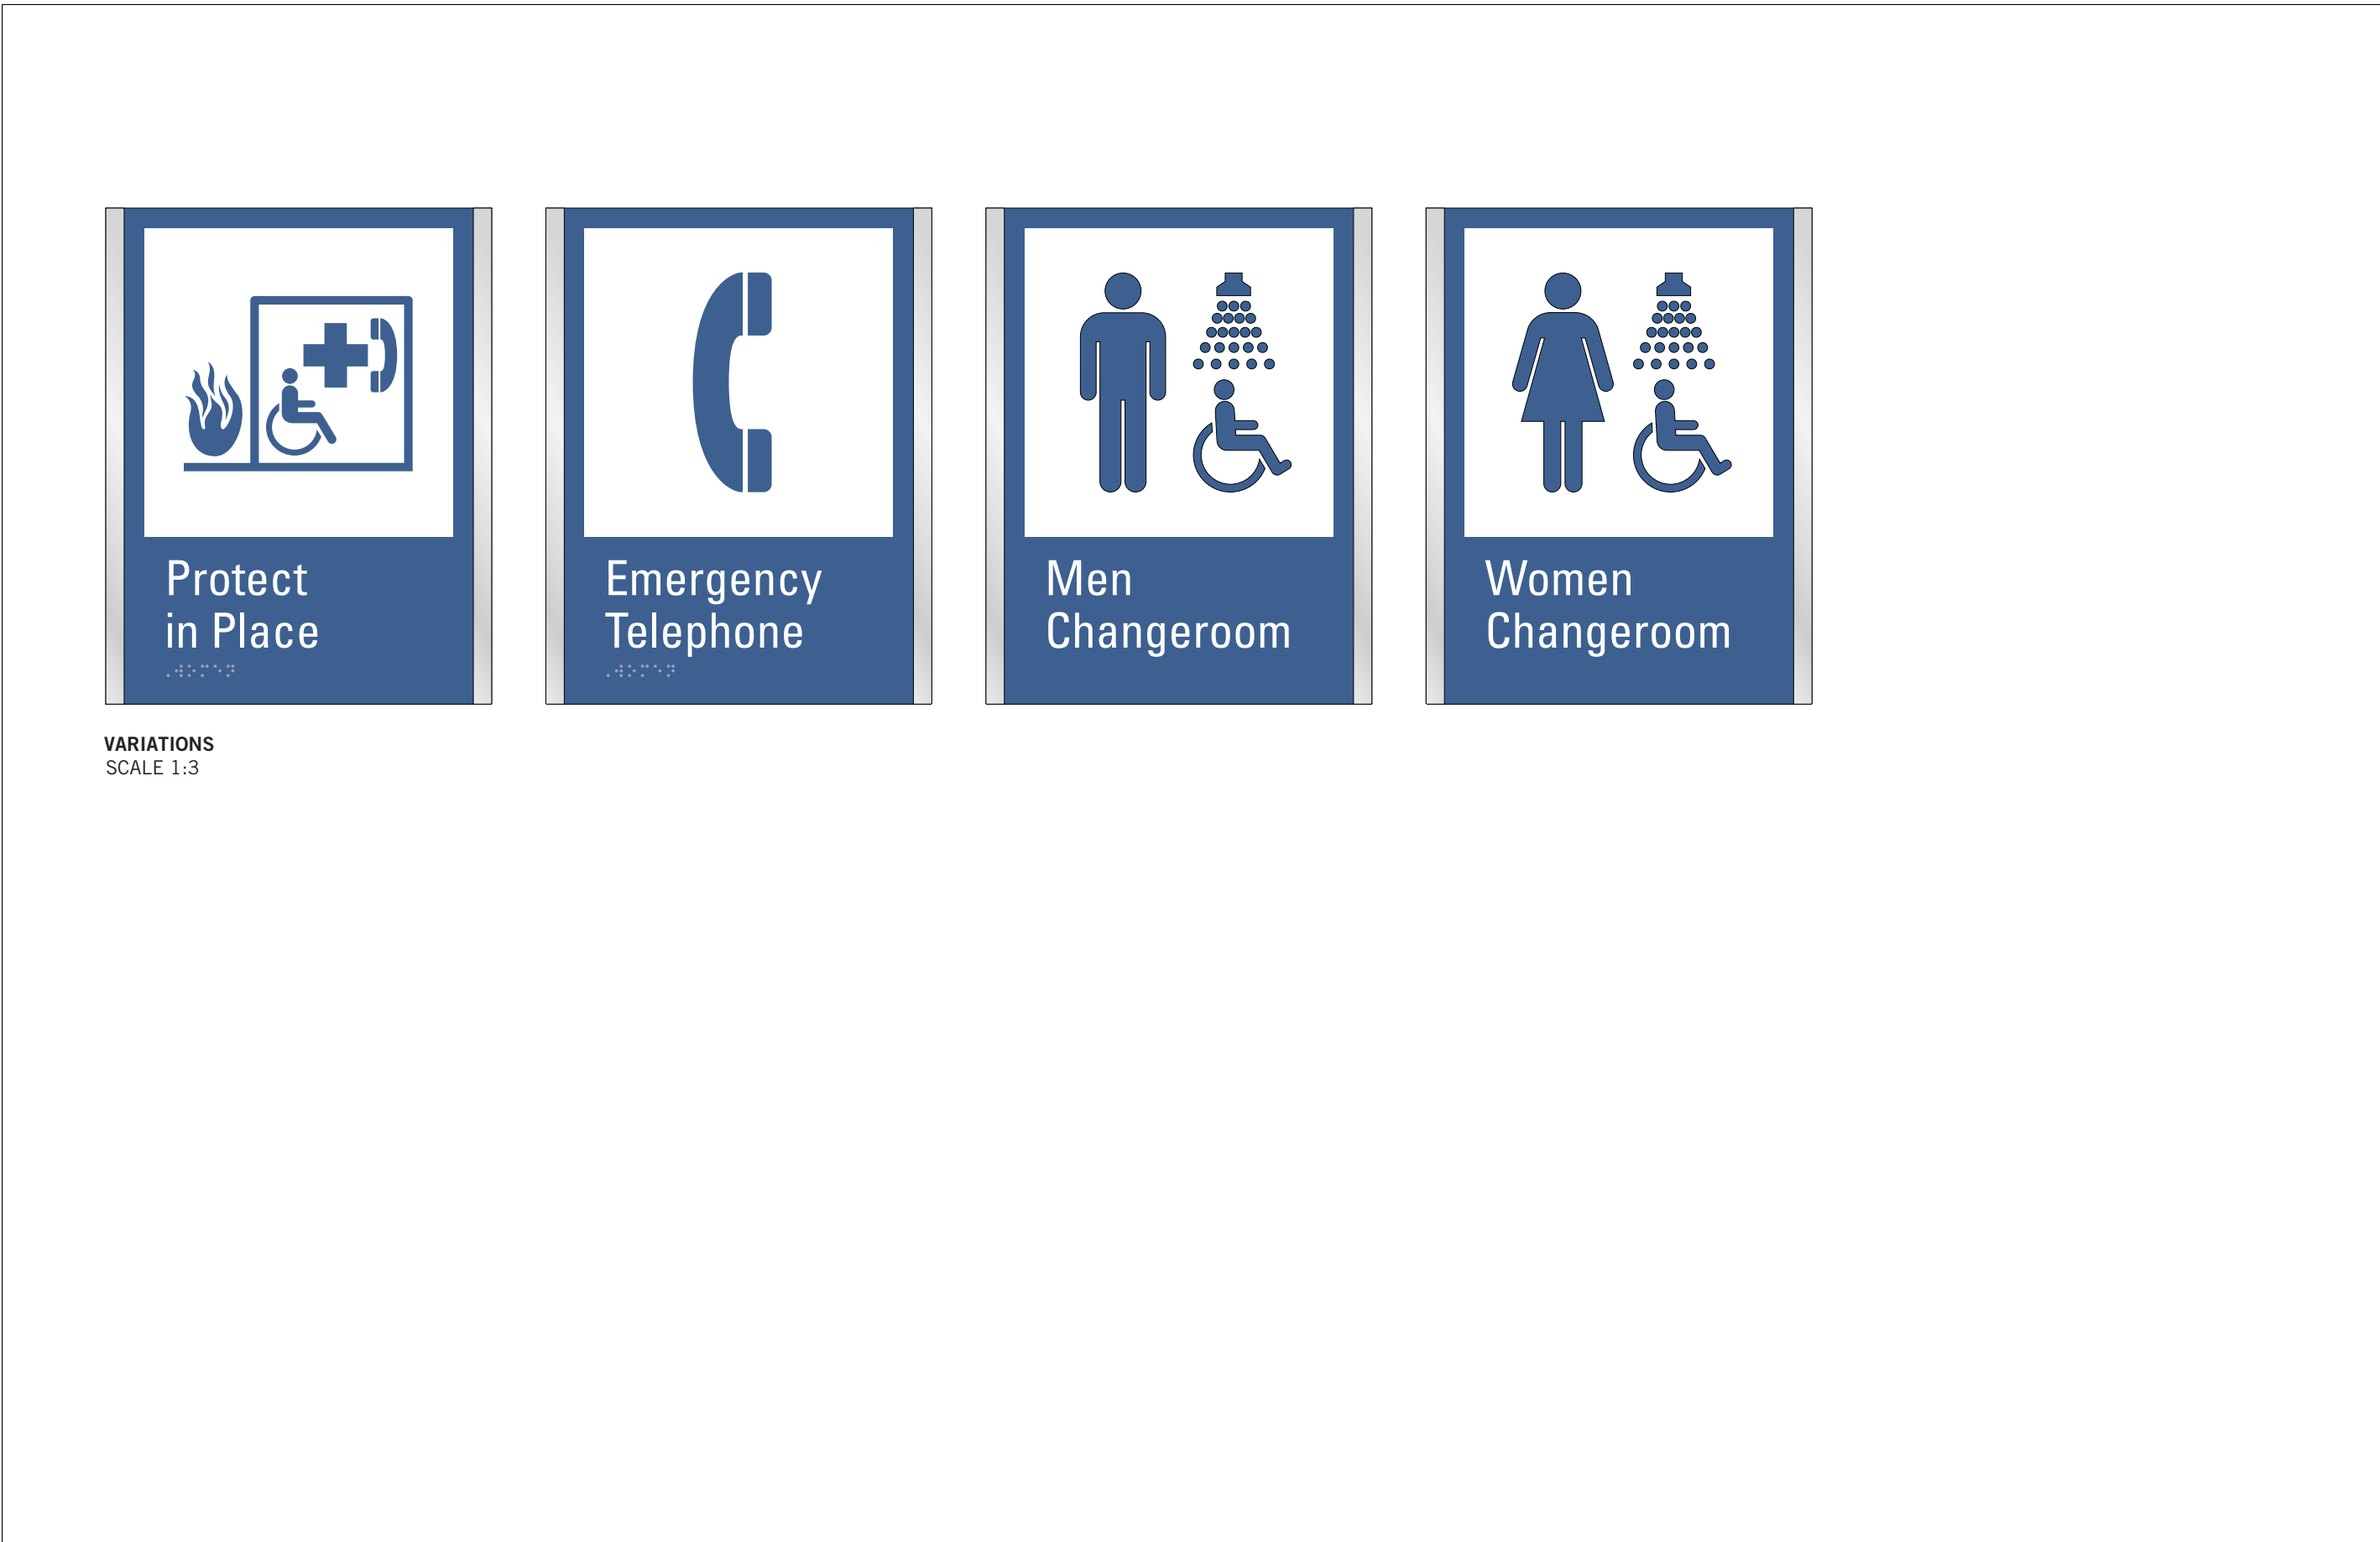 Protect
in Place
Emergency
Telephone
Men
Changeroom
Women
Changeroom
VARIATIONS
SCALE 1:3